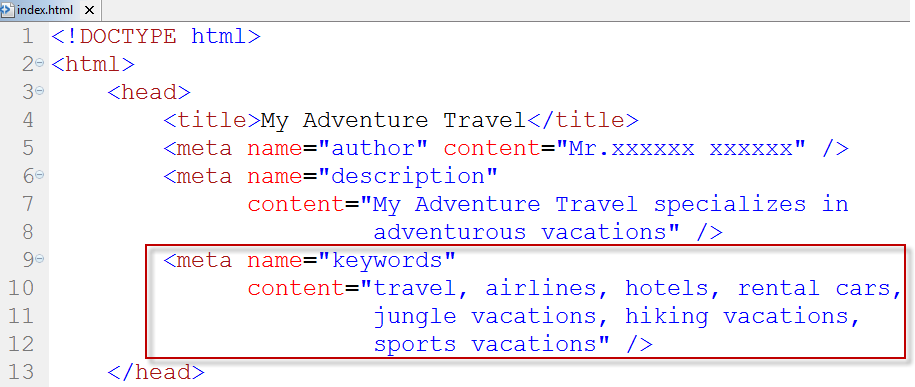 index.html
1 <!DOCTYPE html>
2 <html>
3 <head>
4 <title>My Adventure Travel</title>
5 <meta name="author" content="Mr.xxxxxx xxxxxx" />
6 <meta name="description"
7 content="My Adventure Travel specializes in
8 adventurous vacations" />
9 <meta name="keywords"
10 content="travel, airlines, hotels, rental cars,
11 jungle vacations, hiking vacations,
12 sports vacations" />
13 </head>